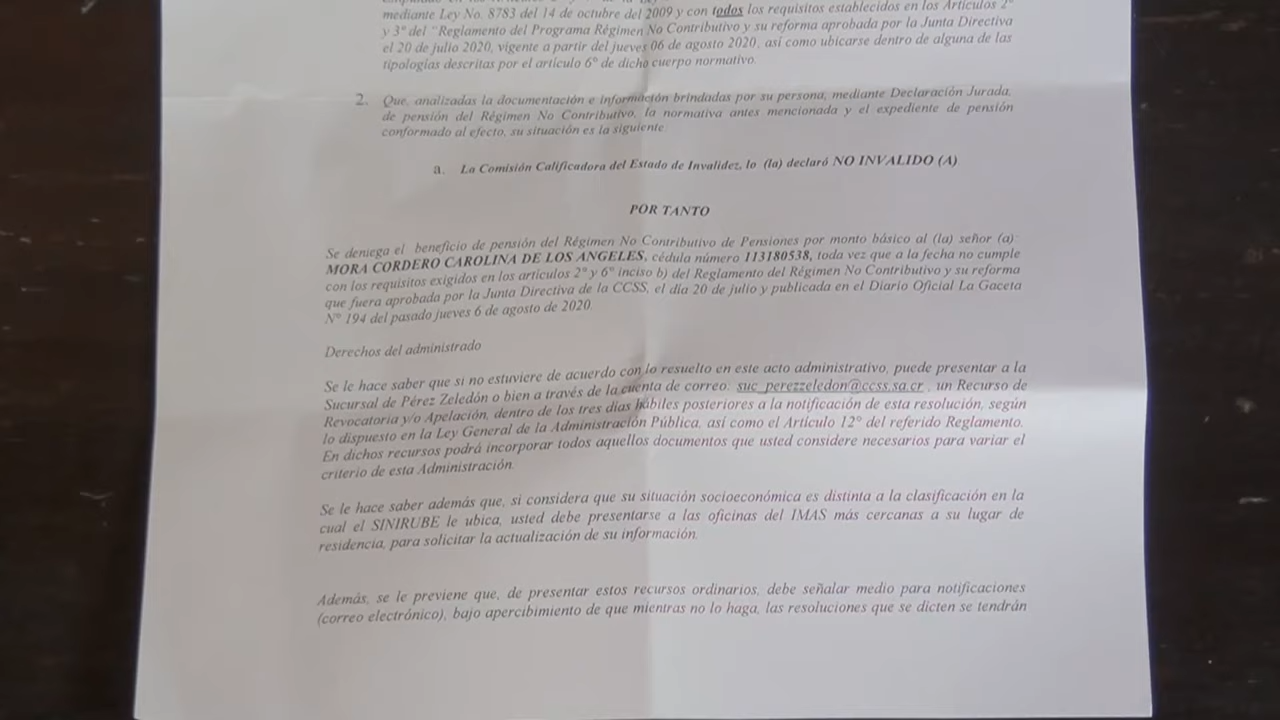 mediante Ley No. 8783 del 14 de octubre del 2009 y con todos los requisitos establecidos en los Artículos 2º
y 3º del "Reglamento del Programa Régimen No Contributivo y su reforma aprobada por la Junta Directiva
el 20 de julio 2020, vigente a partir del jueves 06 de agosto 2020, así como ubicarse dentro de alguna de las
tipologías descritas por el artículo 6º de dicho cuerpo normativo.
2. Que, analizadas la documentación e información brindadas por su persona, mediante Declaración Jurada,
de pensión del Régimen No Contributivo, la normativa antes mencionada y el expediente de pensión
conformado al efecto, su situación es la siguiente:
a. La Comisión Calificadora del Estado de Invalidez, lo (la) declaró NO INVALIDO (A)
POR TANTO
Se deniega el beneficio de pensión del Régimen No Contributivo de Pensiones por monto básico al (la) señor (a):
MORA CORDERO CAROLINA DE LOS ANGELES, cédula número 113180538, toda vez que a la fecha no cumple
con los requisitos exigidos en los artículos 2º y 6º inciso b) del Reglamento del Régimen No Contributivo y su reforma
que fuera aprobada por la Junta Directiva de la CCSS, el día 20 de julio y publicada en el Diario Oficial La Gaceta
Nº 194 del pasado jueves 6 de agosto de 2020.
Derechos del administrado
Se le hace saber que si no estuviere de acuerdo con lo resuelto en este acto administrativo, puede presentar a la
Sucursal de Pérez Zeledón o bien a través de la cuenta de correo: suc_perezzeledon@ccss.sa.cr , un Recurso de
Revocatoria y/o Apelación, dentro de los tres días hábiles posteriores a la notificación de esta resolución, según
lo dispuesto en la Ley General de la Administración Pública, así como el Artículo 12° del referido Reglamento.
En dichos recursos podrá incorporar todos aquellos documentos que usted considere necesarios para variar el
criterio de esta Administración.
Se le hace saber además que, si considera que su situación socioeconómica es distinta a la clasificación en la
cual el SINIRUBE le ubica, usted debe presentarse a las oficinas del IMAS más cercanas a su lugar de
residencia, para solicitar la actualización de su información.
Además, se le previene que, de presentar estos recursos ordinarios, debe señalar medio para notificaciones
(correo electrónico), bajo apercibimiento de que mientras no lo haga, las resoluciones que se dicten se tendrán